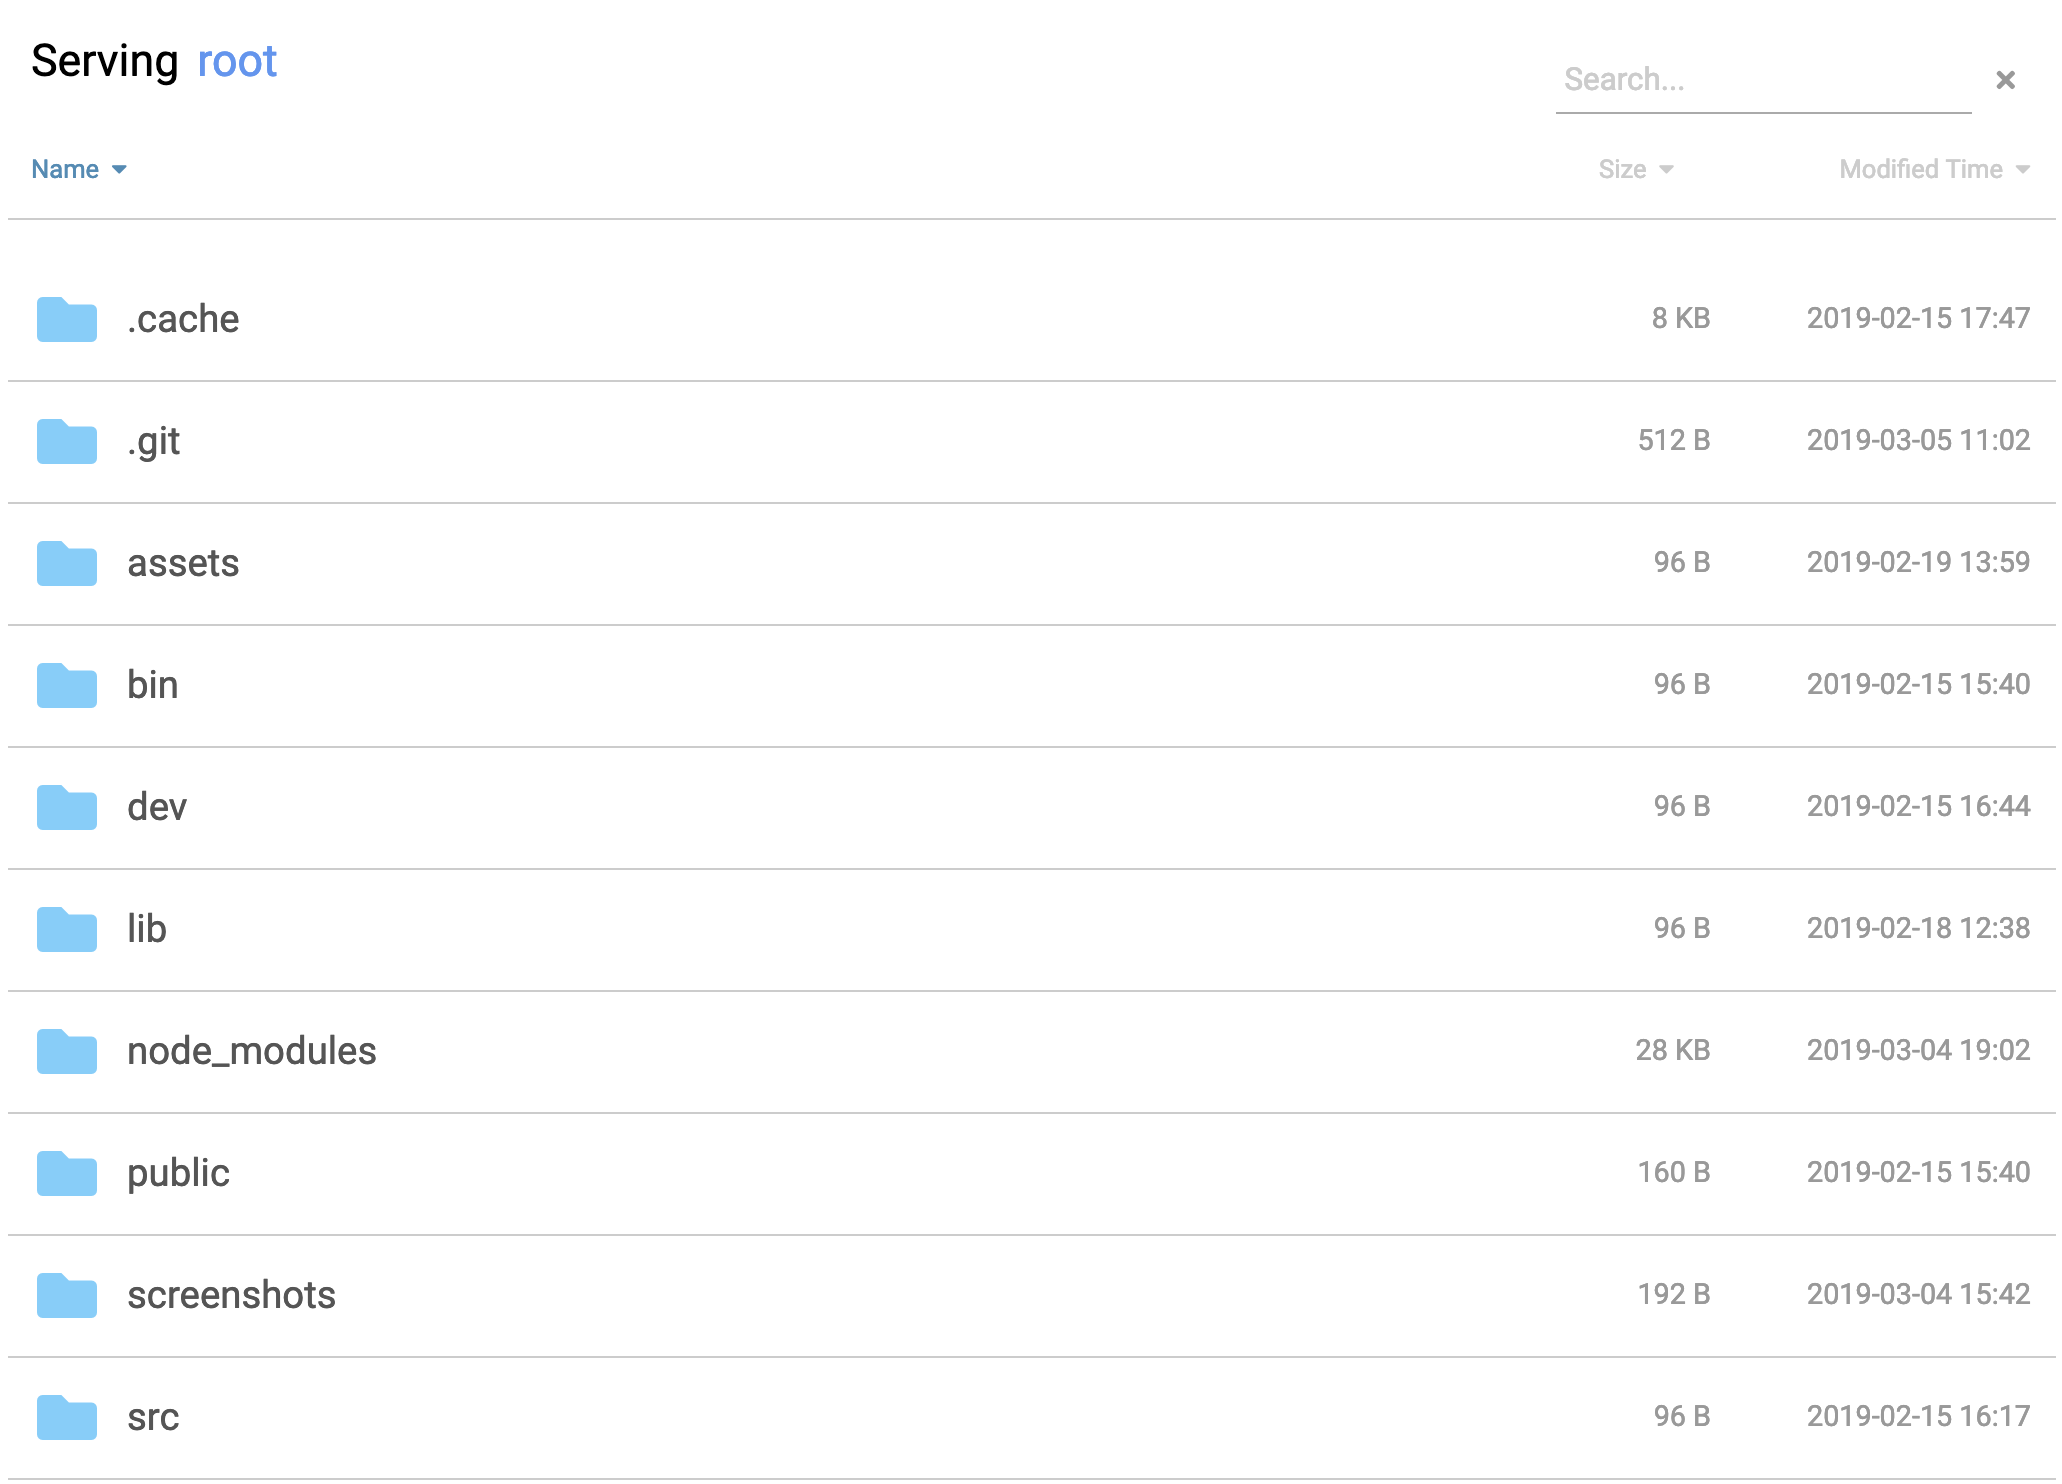 Serving root
Search...
Name Size Modified Time
.cache 8 KB 2019-02-15 17:47
.git 512 B 2019-03-05 11:02
assets 96 B 2019-02-19 13:59
bin 96 B 2019-02-15 15:40
dev 96 B 2019-02-15 16:44
lib 96 B 2019-02-18 12:38
node_modules 28 KB 2019-03-04 19:02
public 160 B 2019-02-15 15:40
screenshots 192 B 2019-03-04 15:42
src 96 B 2019-02-15 16:17